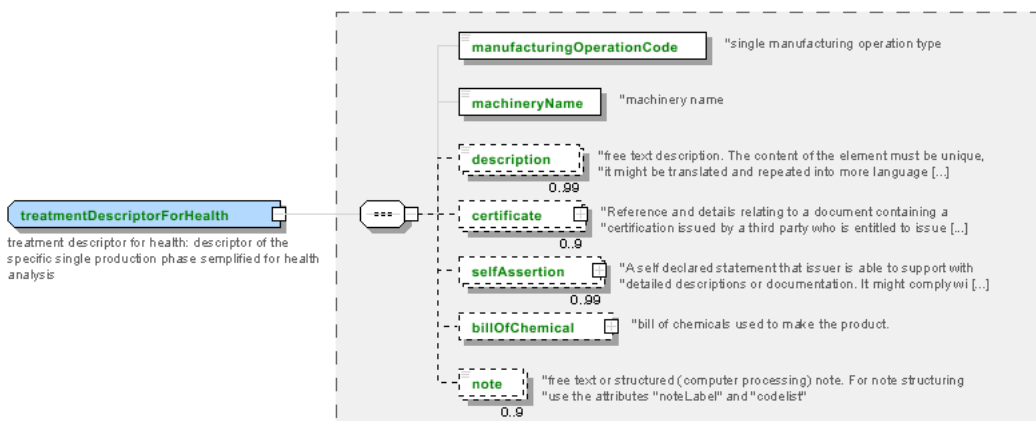 manufacturingOperationCode
"single manufacturing operation type
machineryName
"machinery name
description
"free text description. The content of the element must be unique,
"it might be translated and repeated into more language [...]
0..99
treatmentDescriptorForHealth
treatment descriptor for health: descriptor of the
specific single production phase semplified for health
analysis
certificate
"Reference and details relating to a document containing a
"certification issued by a third party who is entitled to issue [...]
0..9
selfAssertion
"A self declared statement that issuer is able to support with
"detailed descriptions or documentation. It might comply wi [...]
0..99
billOfChemical
"bill of chemicals used to make the product.
note
"free text or structured (computer processing) note. For note structuring
"use the attributes "noteLabel" and "codelist"
0..9